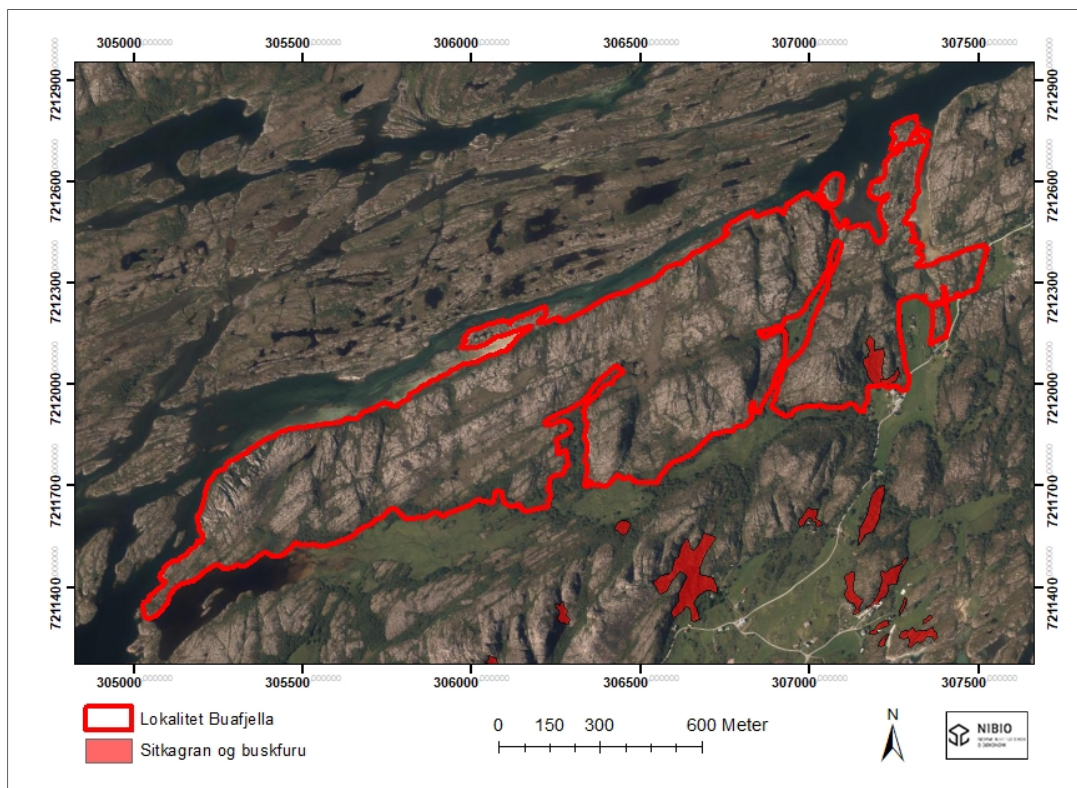 305000 305500 306000 306500 307000 307500
7212900 7212900
7212600 7212600
7212300 7212300
7212000 7212000
7211700 7211700
7211400 7211400
305000 305500 306000 306500 307000 307500
Lokalitet Buafjella
Sitkagran og buskfuru
0 150 300 600 Meter
N
NIBIO